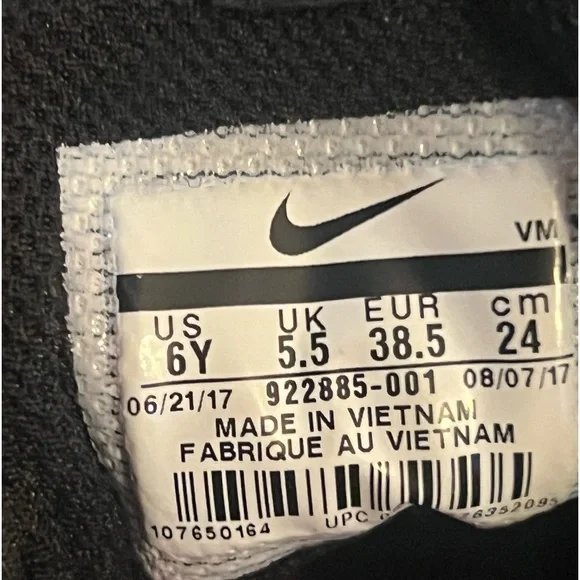 VM
US UK EUR cm
6Y 5.5 38.5 24
06/21/17 922885-001 08/07/17
MADE IN VIETNAM
FABRIQUE AU VIETNAM
107650164 UPC